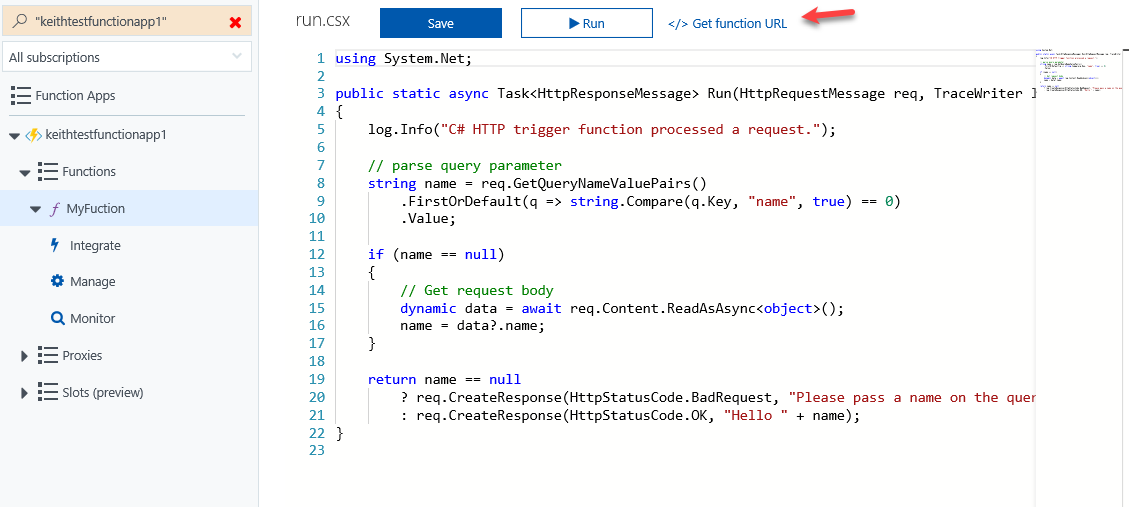 "keithtestfunctionapp1"
All subscriptions
Function Apps
keithtestfunctionapp1
Functions
MyFuction
Integrate
Manage
Monitor
Proxies
Slots (preview)
run.csx
Save
Run
</> Get function URL
1 using System.Net;
2
3 public static async Task<HttpResponseMessage> Run(HttpRequestMessage req, TraceWriter l
4 {
5 log.Info("C# HTTP trigger function processed a request.");
6
7 // parse query parameter
8 string name = req.GetQueryNameValuePairs()
9 .FirstOrDefault(q => string.Compare(q.Key, "name", true) == 0)
10 .Value;
11
12 if (name == null)
13 {
14 // Get request body
15 dynamic data = await req.Content.ReadAsAsync<object>();
16 name = data?.name;
17 }
18
19 return name == null
20 ? req.CreateResponse(HttpStatusCode.BadRequest, "Please pass a name on the quer
21 : req.CreateResponse(HttpStatusCode.OK, "Hello " + name);
22 }
23